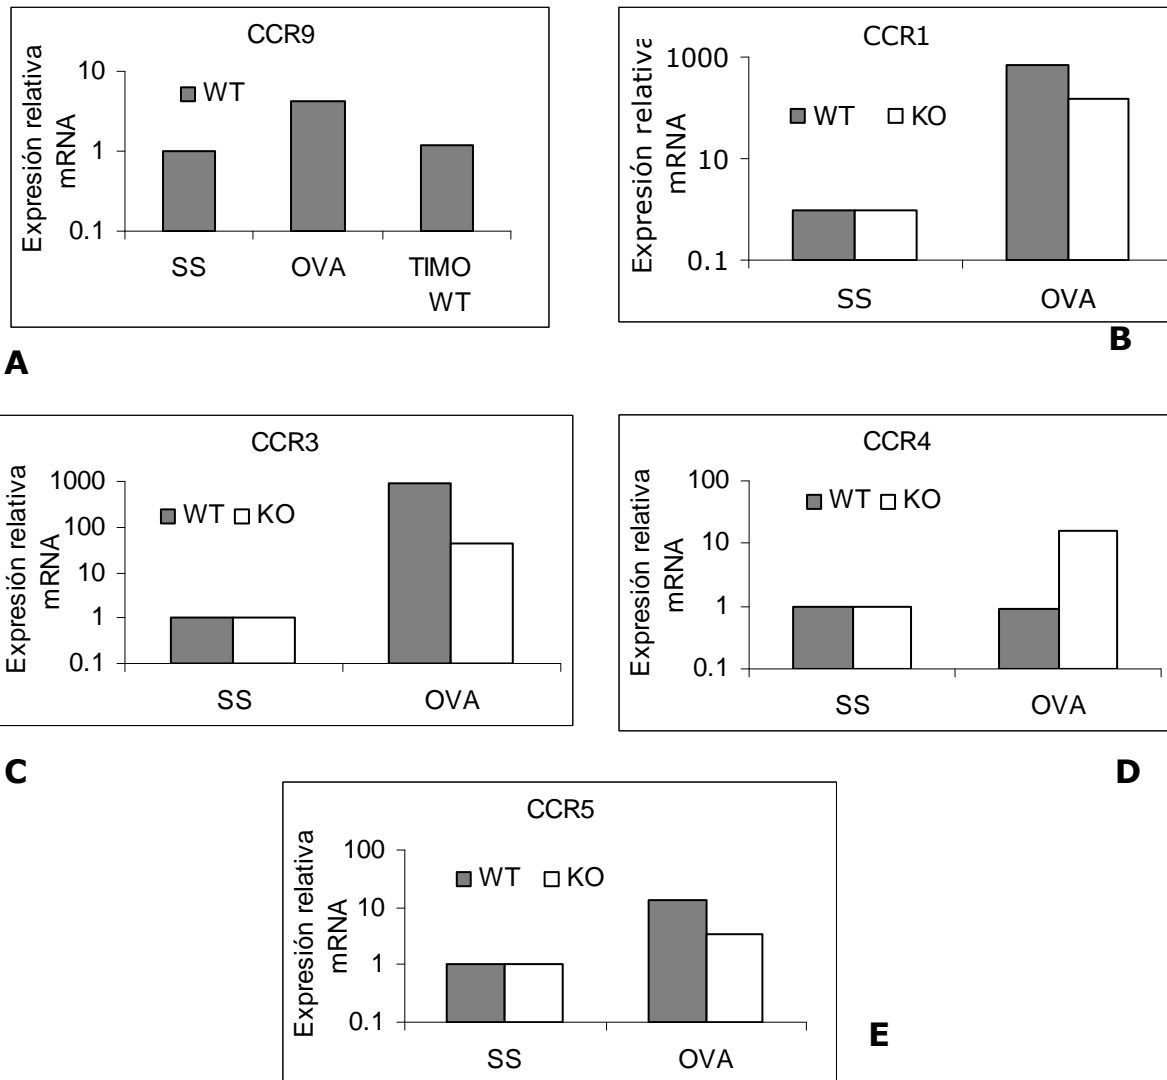 CCR9
Expresión relativa
mRNA
10
1
0.1
WT
SS
OVA
TIMO
WT
A
CCR1
Expresión relativa
mRNA
1000
10
0.1
WT
KO
SS
OVA
B
CCR3
Expresión relativa
mRNA
1000
100
10
1
0.1
WT
KO
SS
OVA
C
CCR4
Expresión relativa
mRNA
100
10
1
0.1
WT
KO
SS
OVA
D
CCR5
Expresión relativa
mRNA
100
10
1
0.1
WT
KO
SS
OVA
E